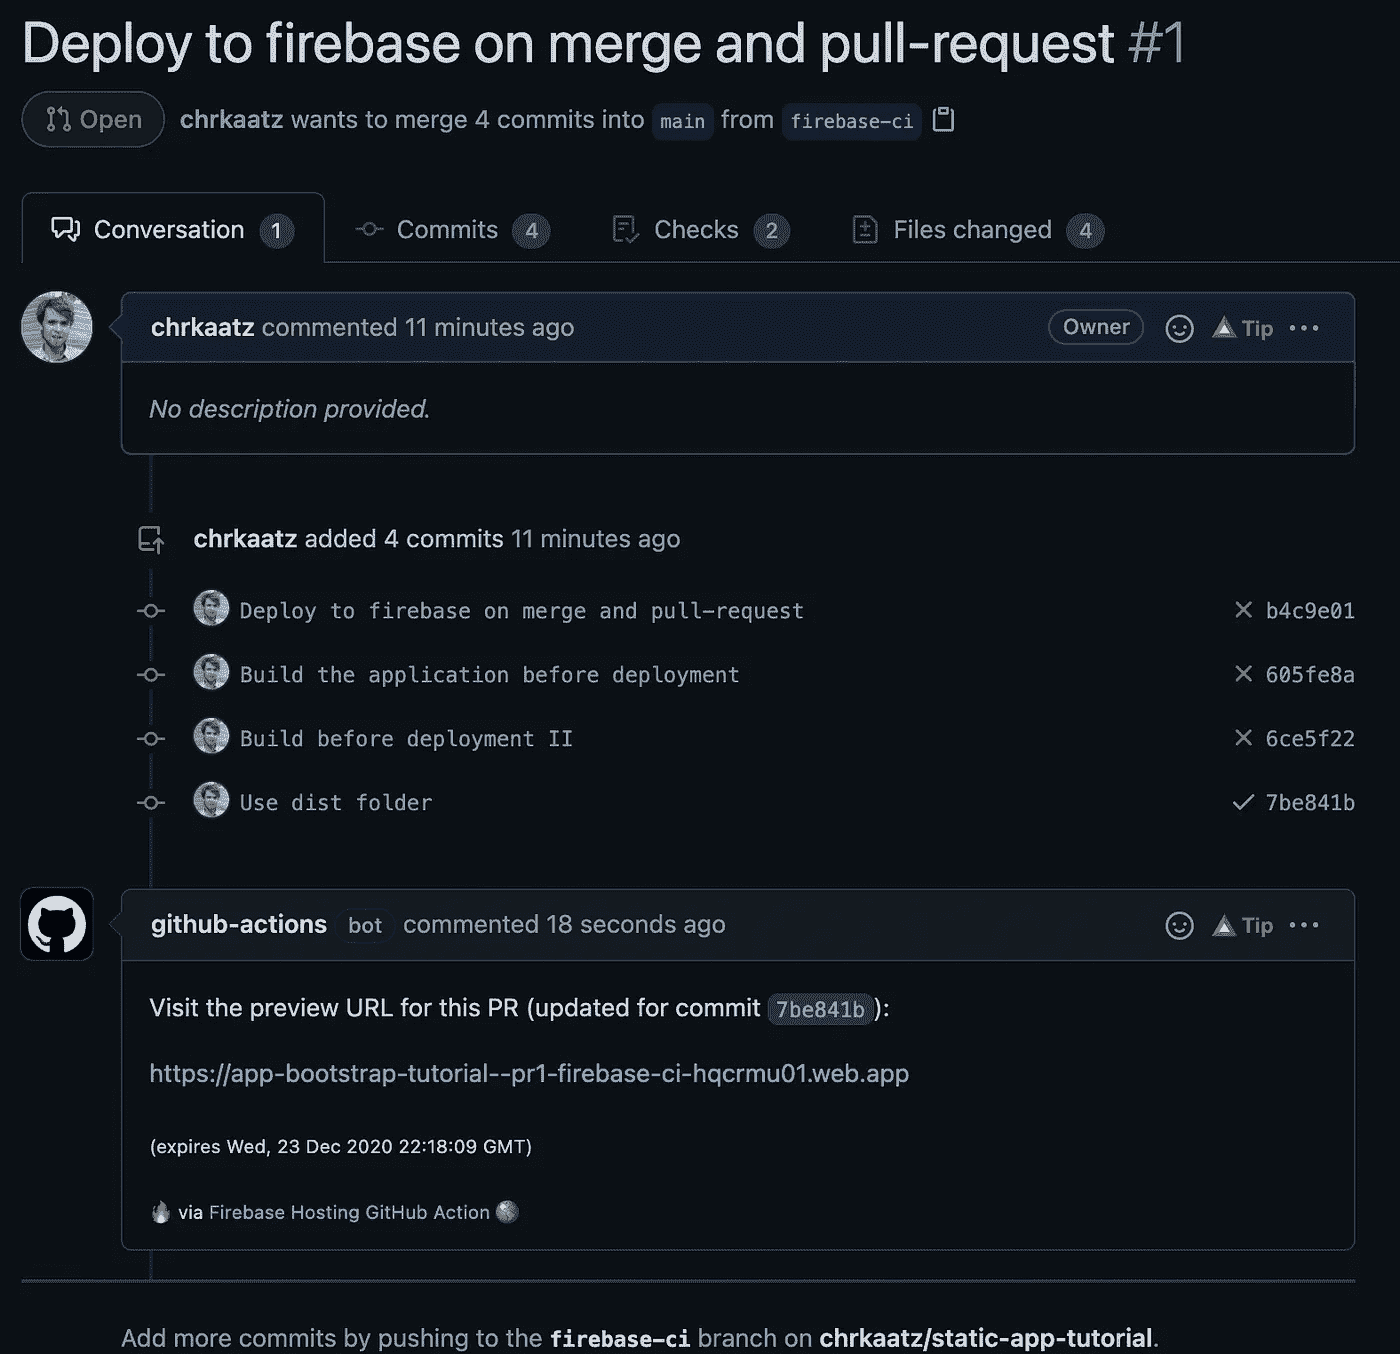 Deploy to firebase on merge and pull-request #1
Open chrkaatz wants to merge 4 commits into main from firebase-ci
Conversation 1 Commits 4 Checks 2 Files changed 4
chrkaatz commented 11 minutes ago Owner Tip
No description provided.
chrkaatz added 4 commits 11 minutes ago
Deploy to firebase on merge and pull-request b4c9e01
Build the application before deployment 605fe8a
Build before deployment II 6ce5f22
Use dist folder 7be841b
github-actions bot commented 18 seconds ago Tip
Visit the preview URL for this PR (updated for commit 7be841b):
https://app-bootstrap-tutorial--pr1-firebase-ci-hqcrmu01.web.app
(expires Wed, 23 Dec 2020 22:18:09 GMT)
via Firebase Hosting GitHub Action
Add more commits by pushing to the firebase-ci branch on chrkaatz/static-app-tutorial.